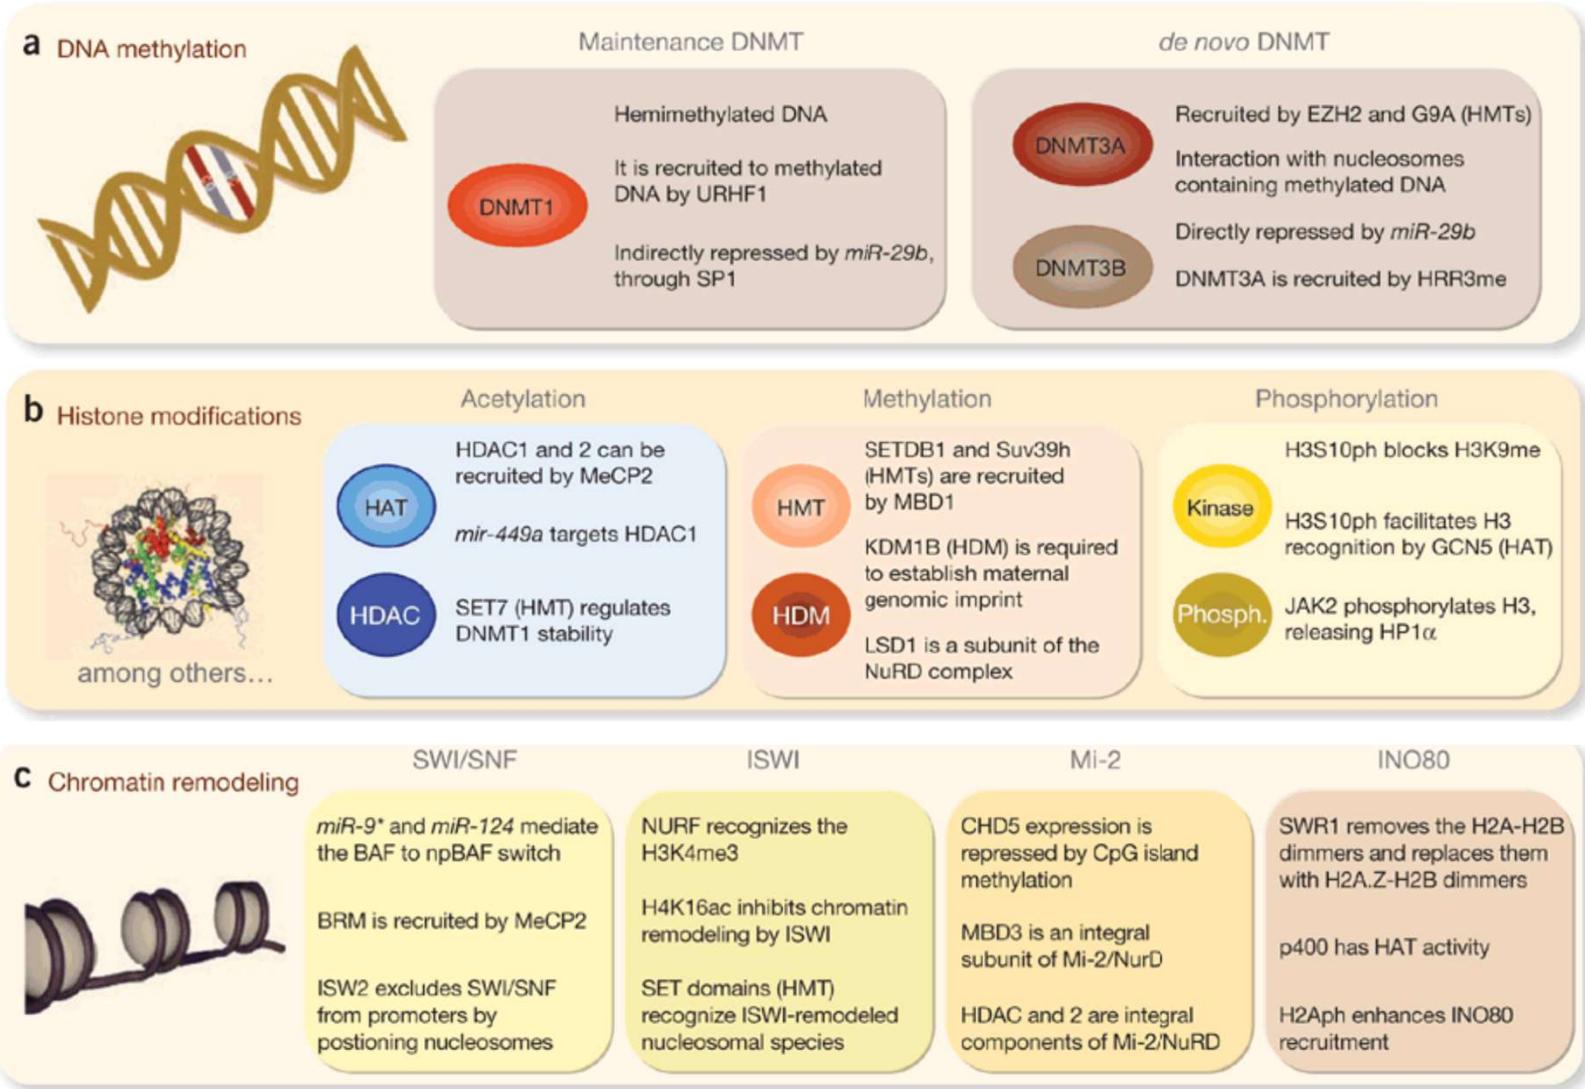 a DNA methylation
Maintenance DNMT
DNMT1
Hemimethylated DNA
It is recruited to methylated
DNA by URHF1
Indirectly repressed by miR-29b,
through SP1
de novo DNMT
DNMT3A
DNMT3B
Recruited by EZH2 and G9A (HMTs)
Interaction with nucleosomes
containing methylated DNA
Directly repressed by miR-29b
DNMT3A is recruited by HRR3me
b Histone modifications
among others...
Acetylation
HAT
HDAC
HDAC1 and 2 can be
recruited by MeCP2
mir-449a targets HDAC1
SET7 (HMT) regulates
DNMT1 stability
Methylation
HMT
HDM
SETDB1 and Suv39h
(HMTs) are recruited
by MBD1
KDM1B (HDM) is required
to establish maternal
genomic imprint
LSD1 is a subunit of the
NuRD complex
Phosphorylation
Kinase
Phosph.
H3S10ph blocks H3K9me
H3S10ph facilitates H3
recognition by GCN5 (HAT)
JAK2 phosphorylates H3,
releasing HP1α
c Chromatin remodeling
SWI/SNF
miR-9* and miR-124 mediate
the BAF to npBAF switch
BRM is recruited by MeCP2
ISW2 excludes SWI/SNF
from promoters by
postioning nucleosomes
ISWI
NURF recognizes the
H3K4me3
H4K16ac inhibits chromatin
remodeling by ISWI
SET domains (HMT)
recognize ISWI-remodeled
nucleosomal species
Mi-2
CHD5 expression is
repressed by CpG island
methylation
MBD3 is an integral
subunit of Mi-2/NurD
HDAC and 2 are integral
components of Mi-2/NuRD
INO80
SWR1 removes the H2A-H2B
dimmers and replaces them
with H2A.Z-H2B dimmers
p400 has HAT activity
H2Aph enhances INO80
recruitment